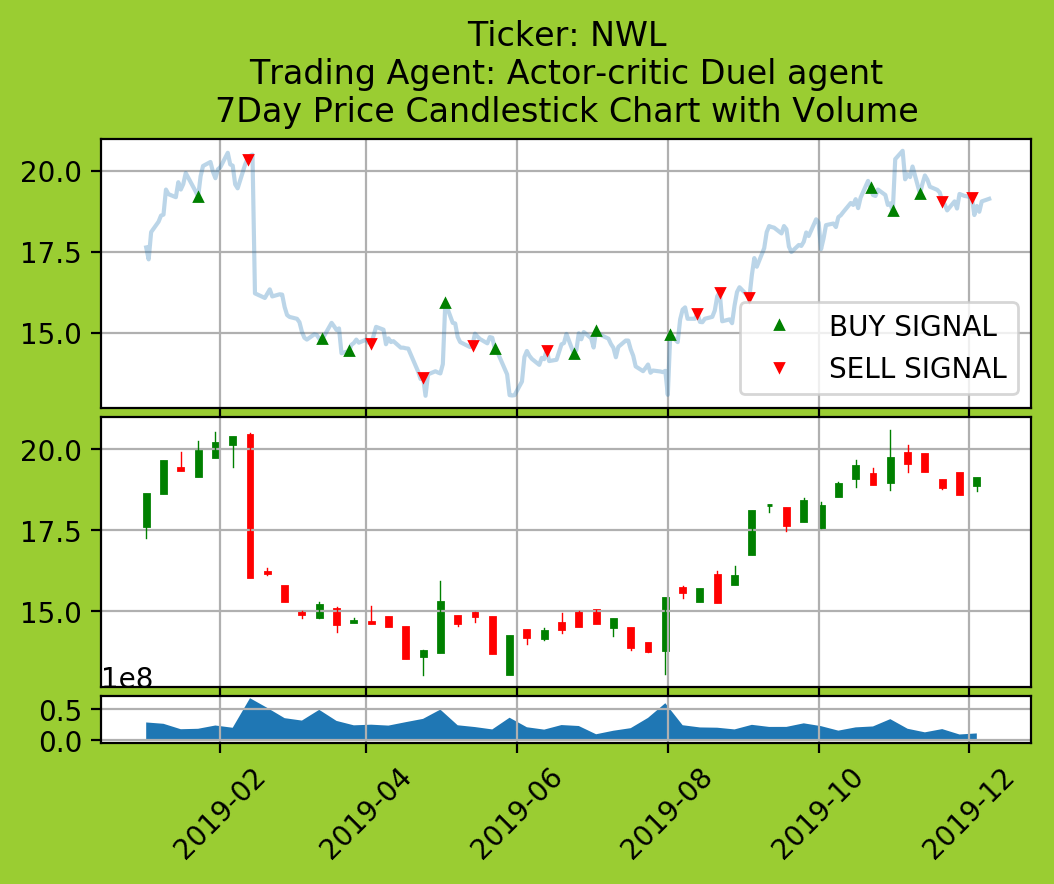 Ticker: NWL
Trading Agent: Actor-critic Duel agent
7Day Price Candlestick Chart with Volume
20.0
17.5
15.0
BUY SIGNAL
SELL SIGNAL
20.0
17.5
15.0
1e8
0.5
0.0
2019-02
2019-04
2019-06
2019-08
2019-10
2019-12